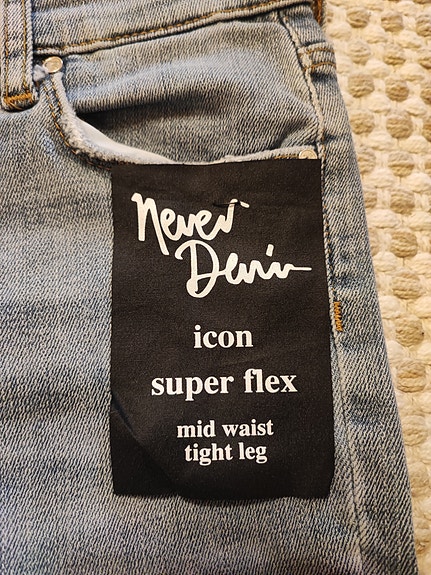 Never
Denim
icon
super flex
mid waist
tight leg